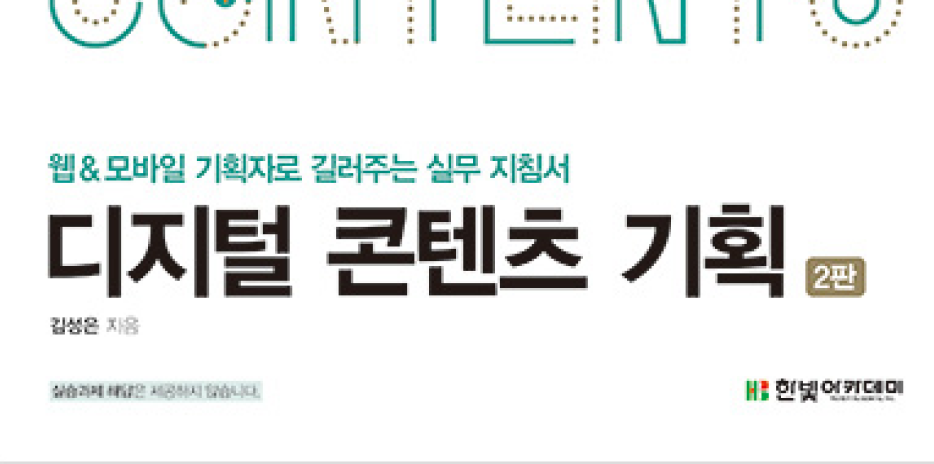 CONTENTS
웹&모바일 기획자로 길러주는 실무 지침서
디지털 콘텐츠 기획 2판
김성은 지음
실습과제 해답은 제공하지 않습니다.
한빛아카데미